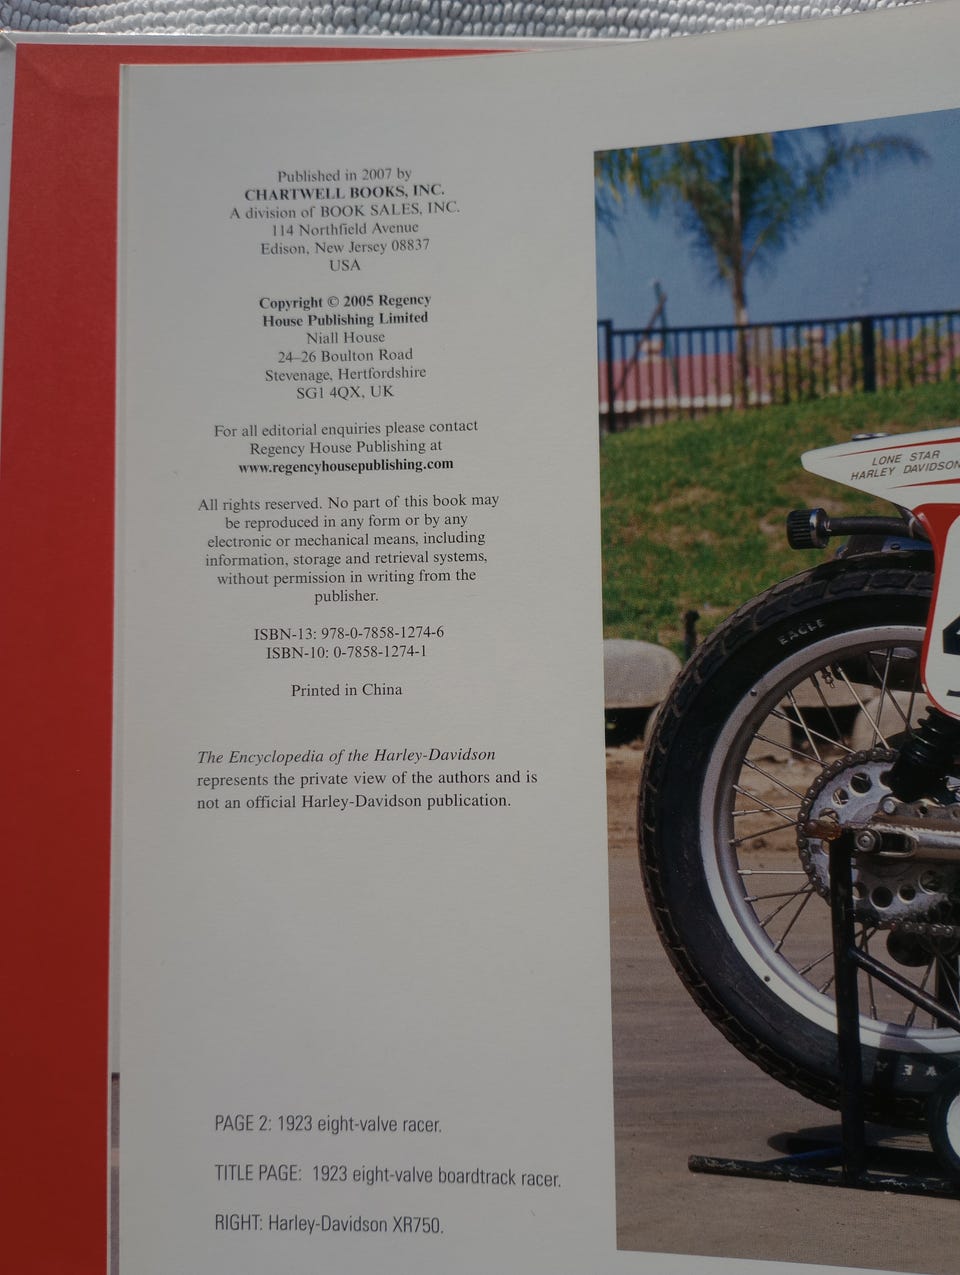 Published in 2007 by
CHARTWELL BOOKS, INC.
A division of BOOK SALES, INC.
114 Northfield Avenue
Edison, New Jersey 08837
USA
Copyright © 2005 Regency
House Publishing Limited
Niall House
24–26 Boulton Road
Stevenage, Hertfordshire
SG1 4QX, UK
For all editorial enquiries please contact
Regency House Publishing at
www.regencyhousepublishing.com
All rights reserved. No part of this book may
be reproduced in any form or by any
electronic or mechanical means, including
information, storage and retrieval systems,
without permission in writing from the
publisher.
ISBN-13: 978-0-7858-1274-6
ISBN-10: 0-7858-1274-1
Printed in China
The Encyclopedia of the Harley-Davidson
represents the private view of the authors and is
not an official Harley-Davidson publication.
PAGE 2: 1923 eight-valve racer.
TITLE PAGE: 1923 eight-valve boardtrack racer.
RIGHT: Harley-Davidson XR750.
LONE STAR
HARLEY DAVIDSON
EAGLE